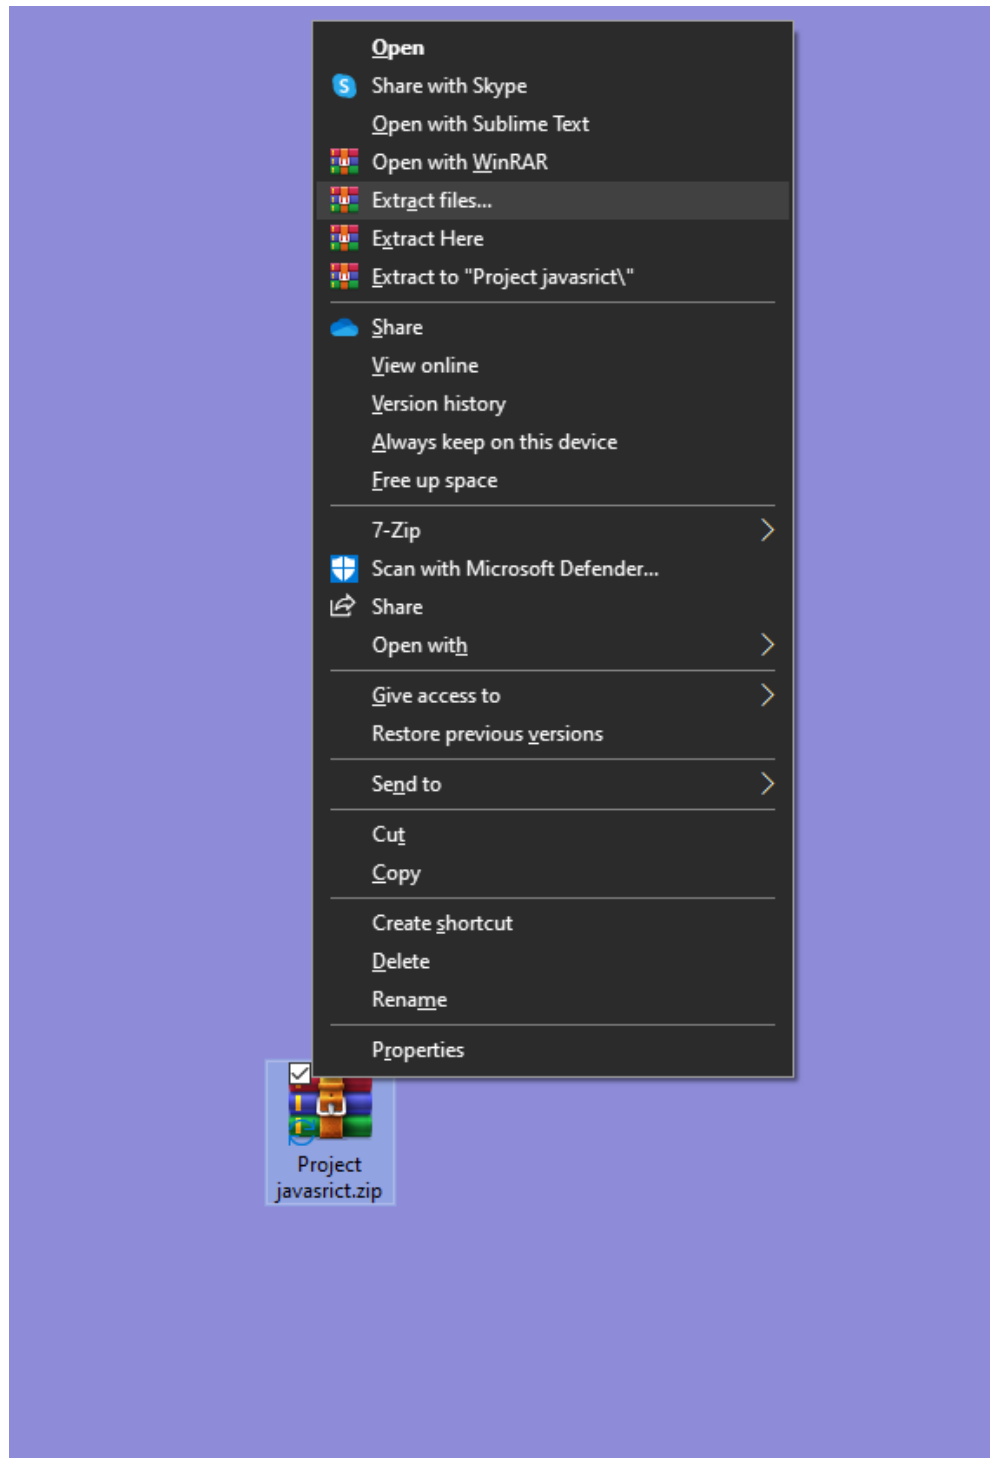 Open
Share with Skype
Open with Sublime Text
Open with WinRAR
Extract files...
Extract Here
Extract to "Project javasrict\"
Share
View online
Version history
Always keep on this device
Free up space
7-Zip
Scan with Microsoft Defender...
Share
Open with
Give access to
Restore previous versions
Send to
Cut
Copy
Create shortcut
Delete
Rename
Properties
Project
javasrict.zip